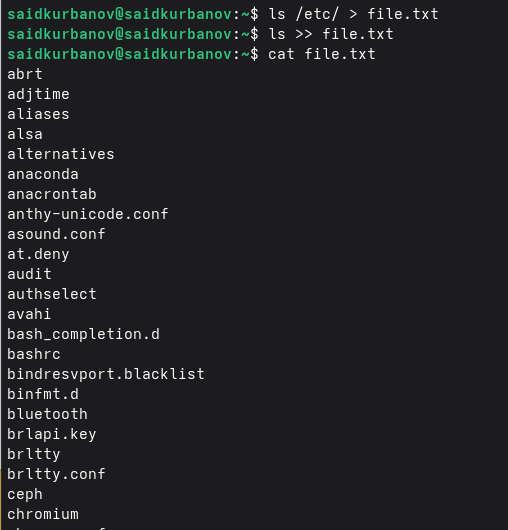 saidkurbanov@saidkurbanov:~$ ls /etc/ > file.txt
saidkurbanov@saidkurbanov:~$ ls >> file.txt
saidkurbanov@saidkurbanov:~$ cat file.txt
abrt
adjtime
aliases
alsa
alternatives
anaconda
anacrontab
anthy-unicode.conf
asound.conf
at.deny
audit
authselect
avahi
bash_completion.d
bashrc
bindresvport.blacklist
binfmt.d
bluetooth
brlapi.key
brltty
brltty.conf
ceph
chromium